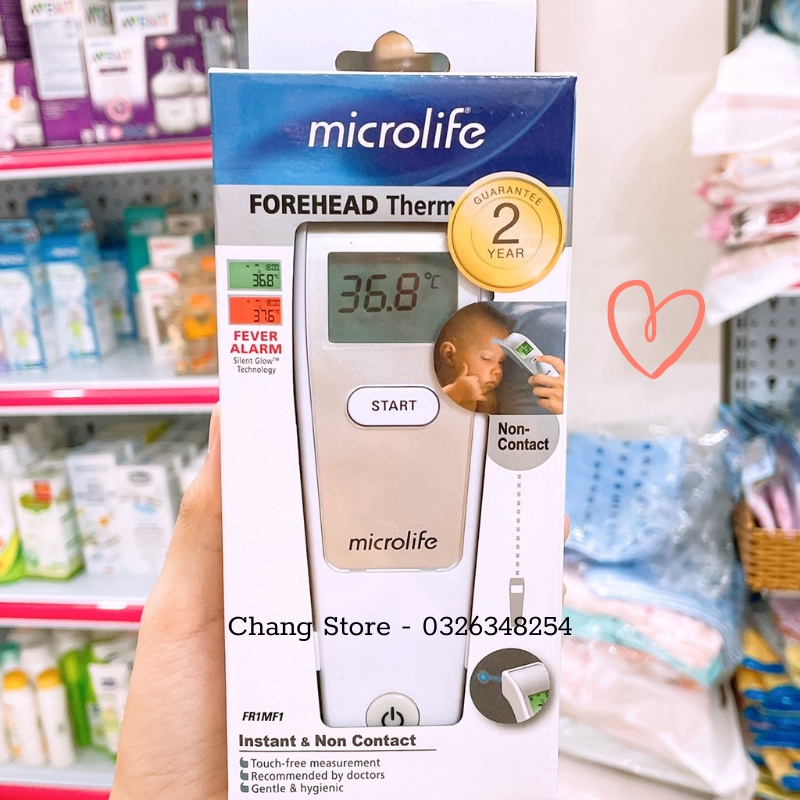 microlife®
FOREHEAD Therm
GUARANTEE
2
YEAR
36.8
37.6
36.8°C
FEVER
ALARM
Silent Glow™
Technology
START
Non-
Contact
microlife
Chang Store - 0326348254
FR1MF1
Instant & Non Contact
Touch-free measurement
Recommended by doctors
Gentle & hygienic